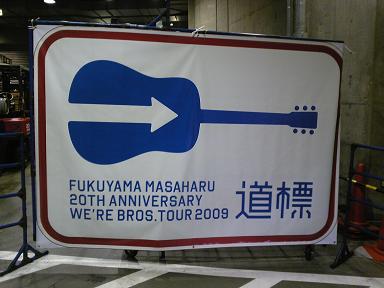 FUKUYAMA MASAHARU
20TH ANNIVERSARY
WE'RE BROS. TOUR 2009 道標